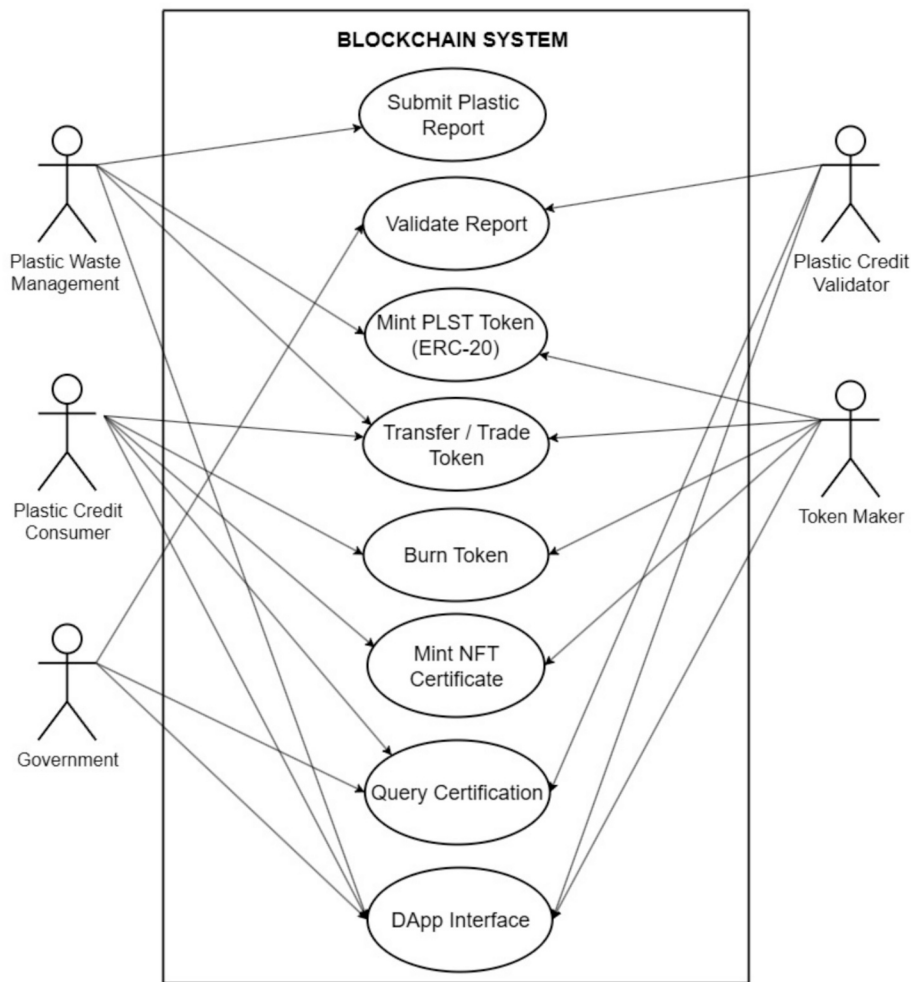 BLOCKCHAIN SYSTEM
Submit Plastic
Report
Plastic Waste
Management
Validate Report
Plastic Credit
Validator
Mint PLST Token
(ERC-20)
Transfer / Trade
Token
Plastic Credit
Consumer
Token Maker
Burn Token
Mint NFT
Certificate
Government
Query Certification
DApp Interface